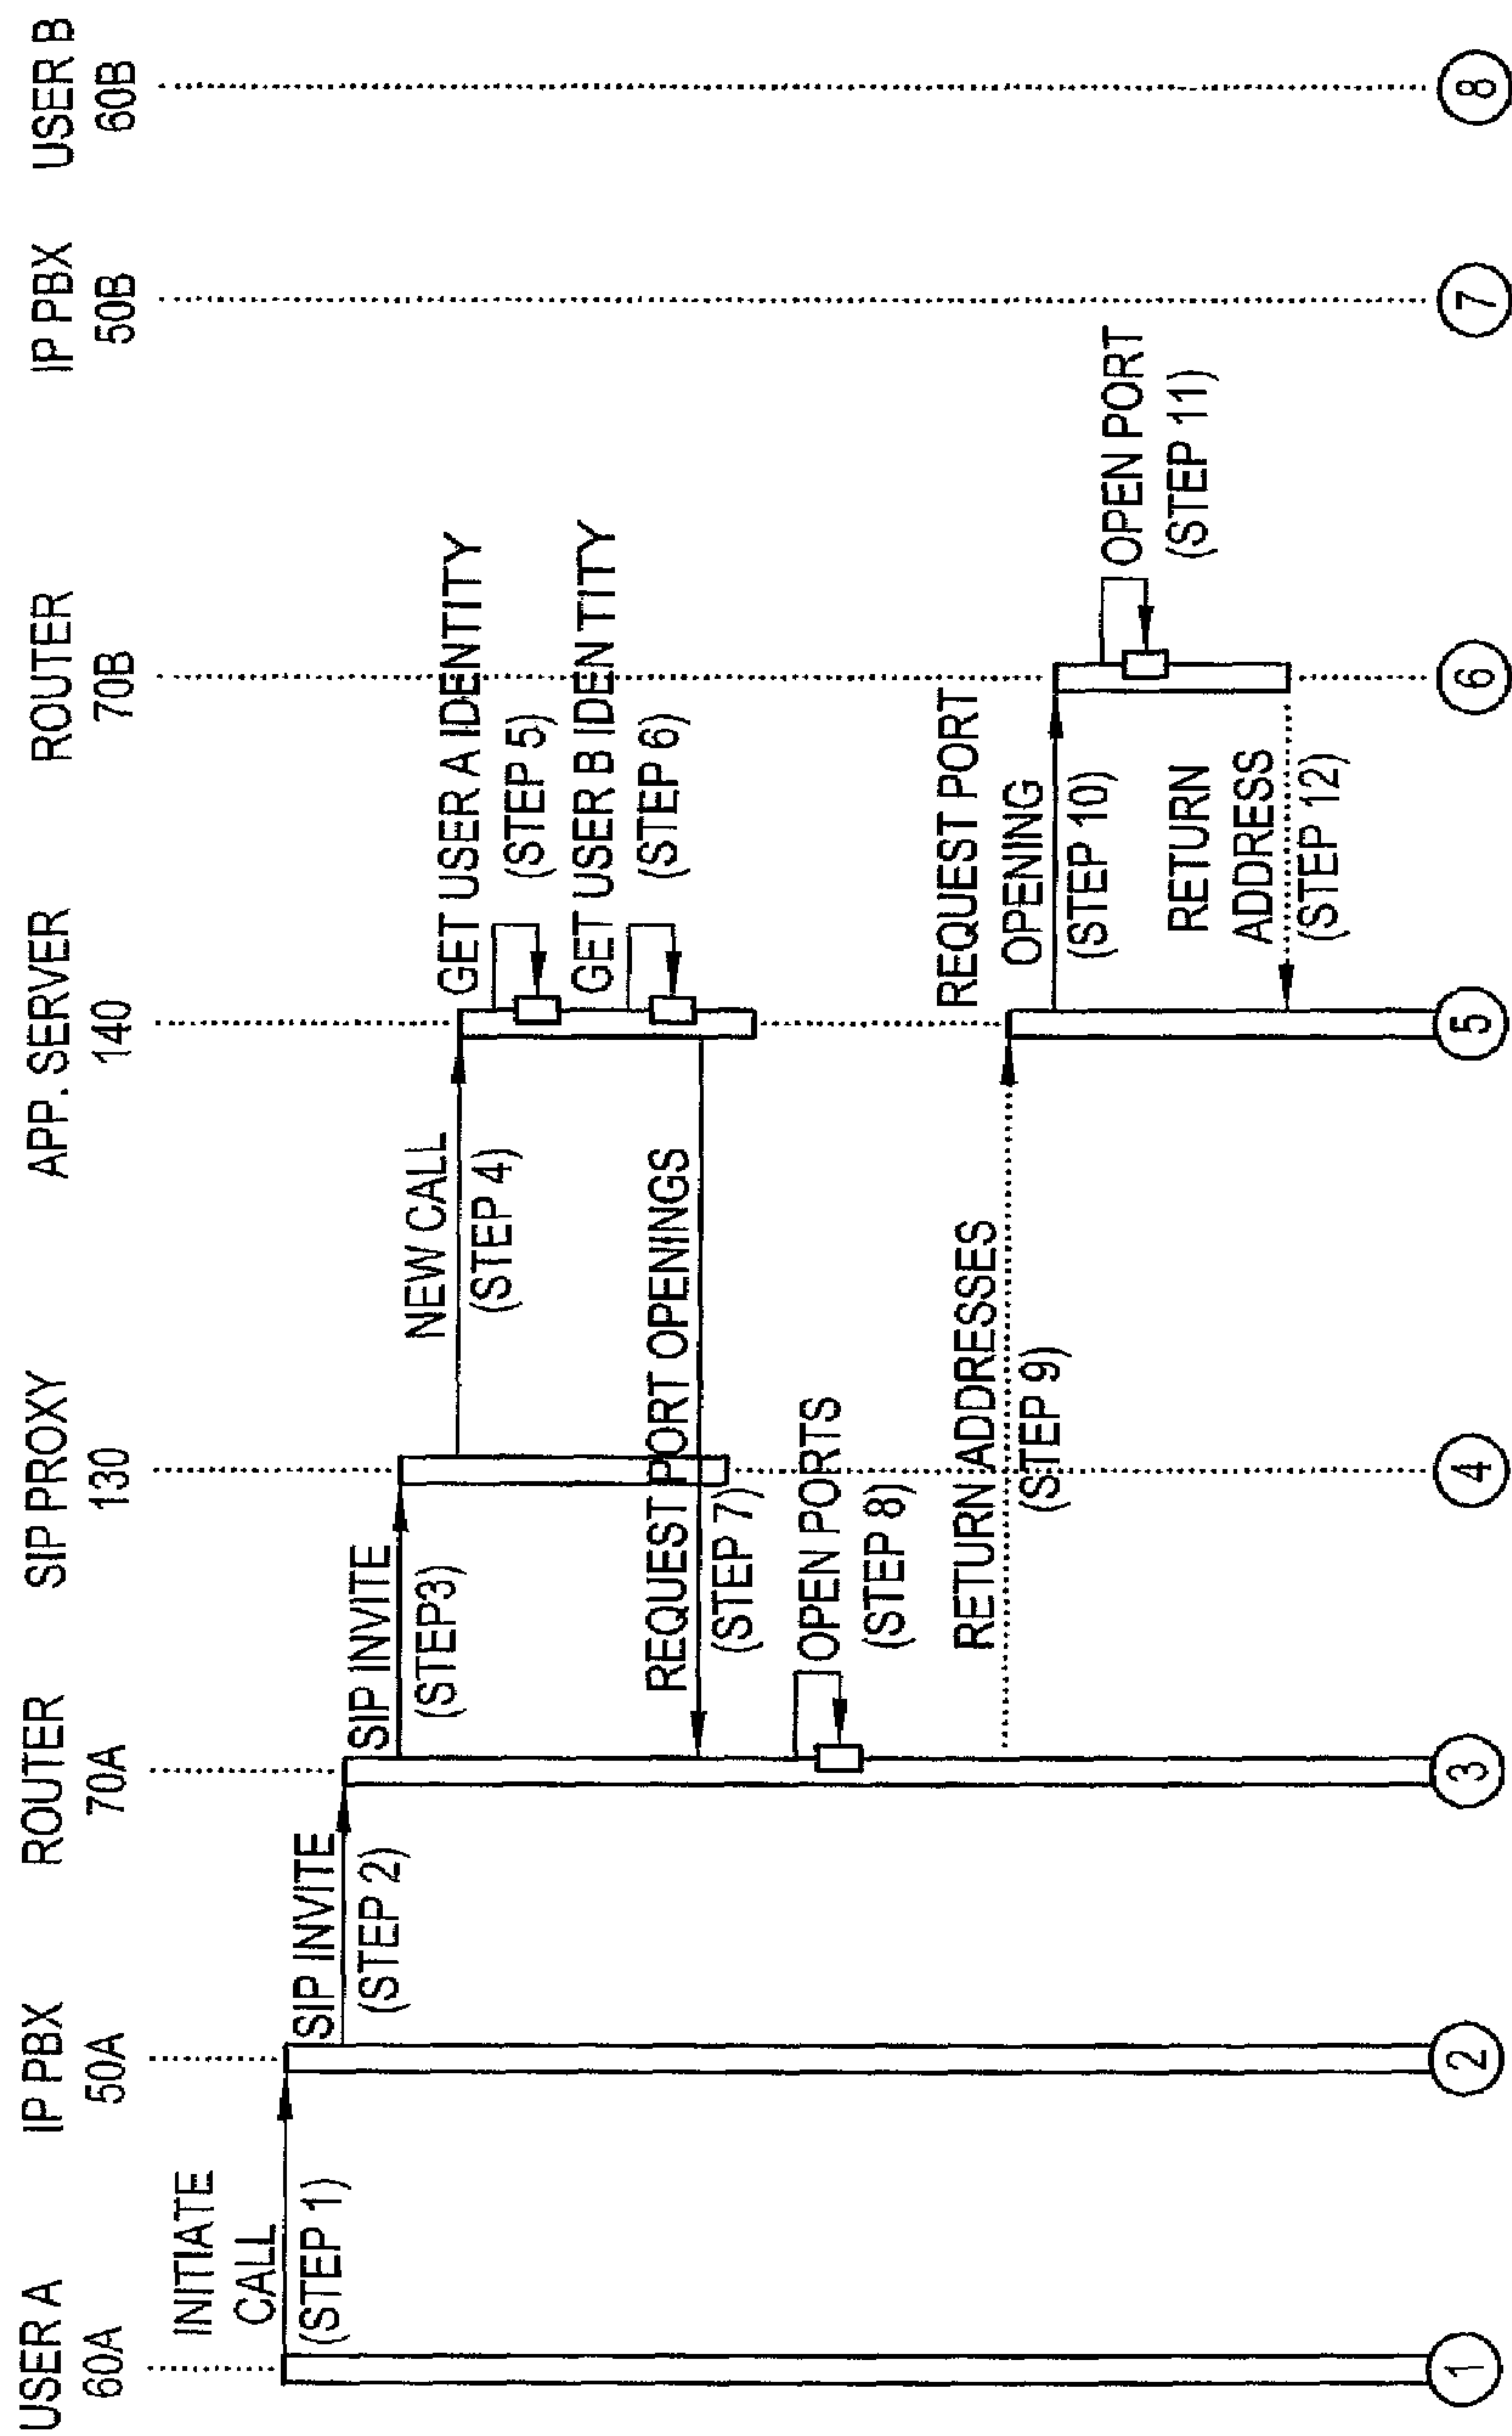 USER A
60A
IP PBX
50A
ROUTER
70A
SIP PROXY
130
APP. SERVER
140
ROUTER
70B
IP PBX
50B
USER B
60B
INITIATE
CALL
(STEP 1)
SIP INVITE
(STEP 2)
SIP INVITE
(STEP3)
NEW CALL
(STEP 4)
GET USER A IDENTITY
(STEP 5)
GET USER B IDENTITY
(STEP 6)
REQUEST PORT OPENINGS
(STEP 7)
OPEN PORTS
(STEP 8)
RETURN ADDRESSES
(STEP 9)
REQUEST PORT
OPENING
(STEP 10)
OPEN PORT
(STEP 11)
RETURN
ADDRESS
(STEP 12)
1
2
3
4
5
6
7
8